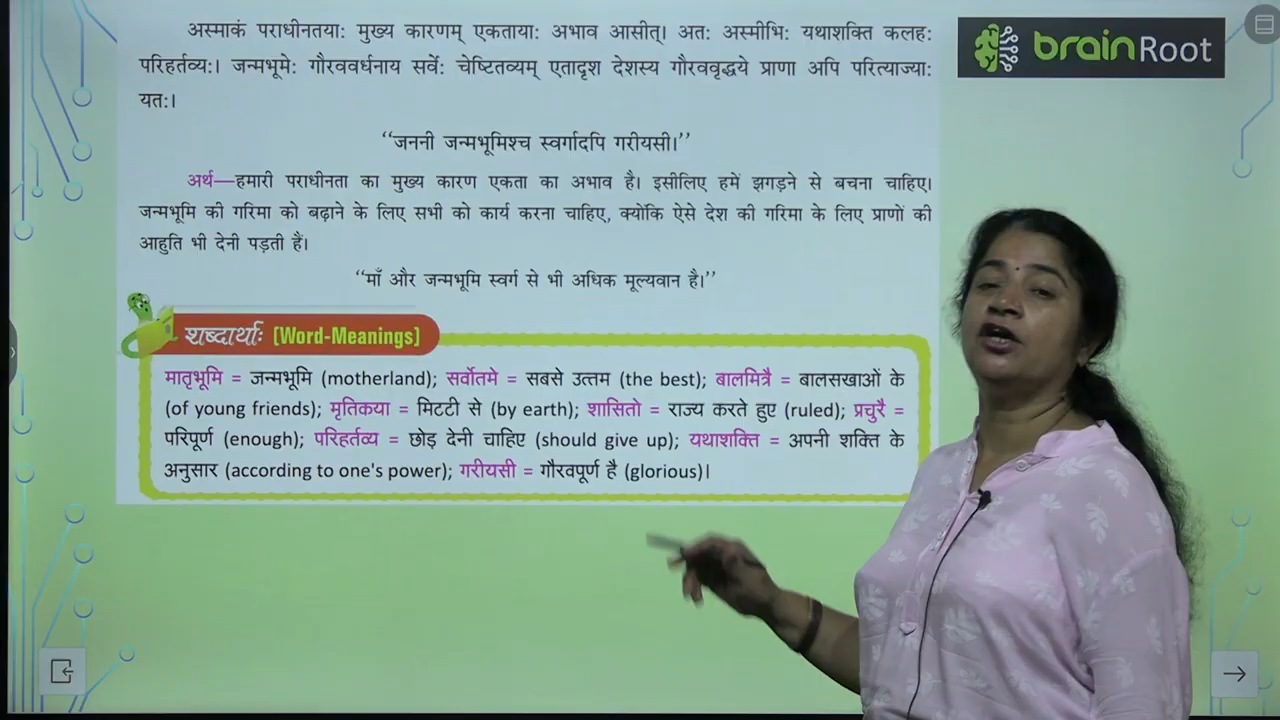 अस्माकं पराधीनतयाः मुख्य कारणम् एकतायाः अभाव आसीत्। अतः अस्मीभिः यथाशक्ति कलहः
परिहर्तव्यः। जन्मभूमेः गौरववर्धनाय सर्वेः चेष्टितव्यम् एतादृश देशस्य गौरववृद्धये प्राणा अपि परित्याज्याः
यतः।
‘‘जननी जन्मभूमिश्च स्वर्गादपि गरीयसी।’’
अर्थ—हमारी पराधीनता का मुख्य कारण एकता का अभाव है। इसीलिए हमें झगड़ने से बचना चाहिए।
जन्मभूमि की गरिमा को बढ़ाने के लिए सभी को कार्य करना चाहिए, क्योंकि ऐसे देश की गरिमा के लिए प्राणों की
आहुति भी देनी पड़ती हैं।
‘‘माँ और जन्मभूमि स्वर्ग से भी अधिक मूल्यवान है।’’
शब्दार्थाः [Word-Meanings]
मातृभूमि = जन्मभूमि (motherland); सर्वोतमे = सबसे उत्तम (the best); बालमित्रै = बालसखाओं के
(of young friends); मृतिकया = मिटटी से (by earth); शासितो = राज्य करते हुए (ruled); प्रचुरै =
परिपूर्ण (enough); परिहर्तव्य = छोड़ देनी चाहिए (should give up); यथाशक्ति = अपनी शक्ति के
अनुसार (according to one's power); गरीयसी = गौरवपूर्ण है (glorious)।
brainRoot